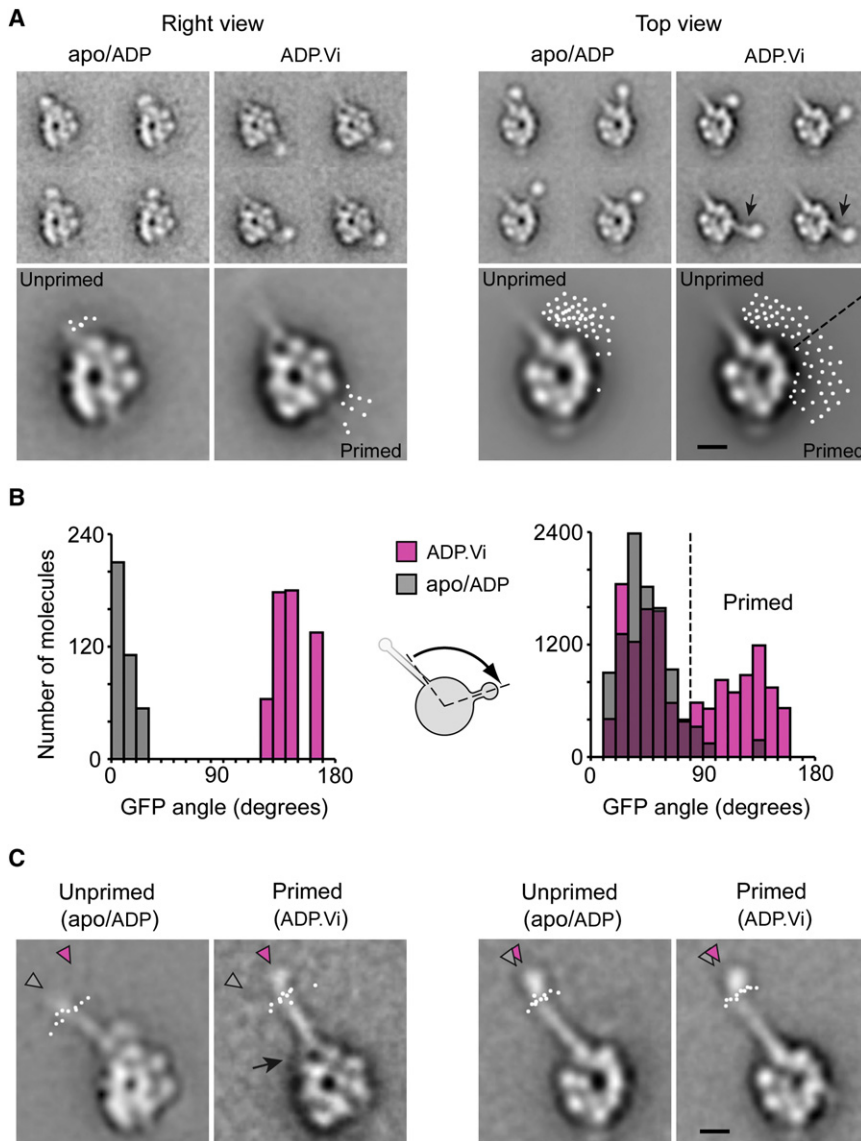 A
Right view
Top view
apo/ADP
ADP.Vi
apo/ADP
ADP.Vi
Unprimed
Primed
Unprimed
Primed
B
Number of molecules
240
120
0
0
90
180
GFP angle (degrees)
ADP.Vi
apo/ADP
2400
1200
0
0
90
180
Primed
GFP angle (degrees)
C
Unprimed
(apo/ADP)
Primed
(ADP.Vi)
Unprimed
(apo/ADP)
Primed
(ADP.Vi)